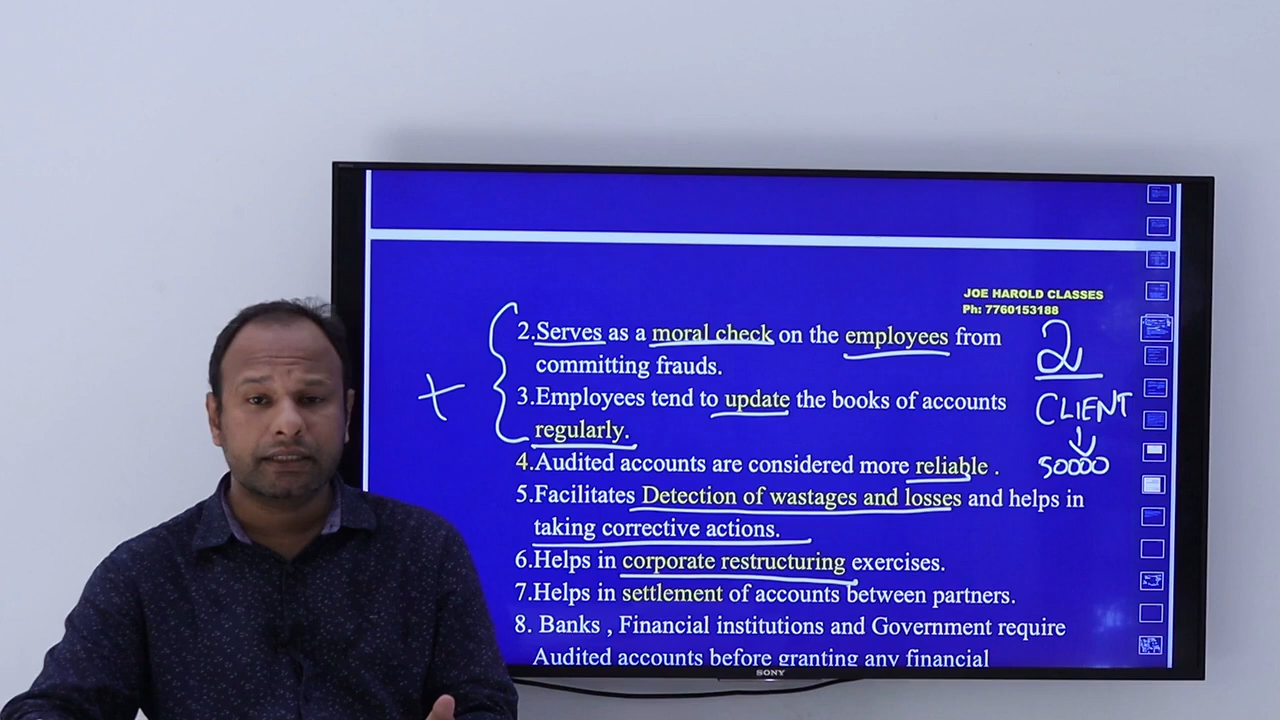 JOE HAROLD CLASSES
Ph: 7760153188
2.Serves as a moral check on the employees from
committing frauds.
3.Employees tend to update the books of accounts
regularly.
4.Audited accounts are considered more reliable .
5.Facilitates Detection of wastages and losses and helps in
taking corrective actions.
6.Helps in corporate restructuring exercises.
7.Helps in settlement of accounts between partners.
8. Banks , Financial institutions and Government require
Audited accounts before granting any financial
+
2
CLIENT
↓
50000
SONY